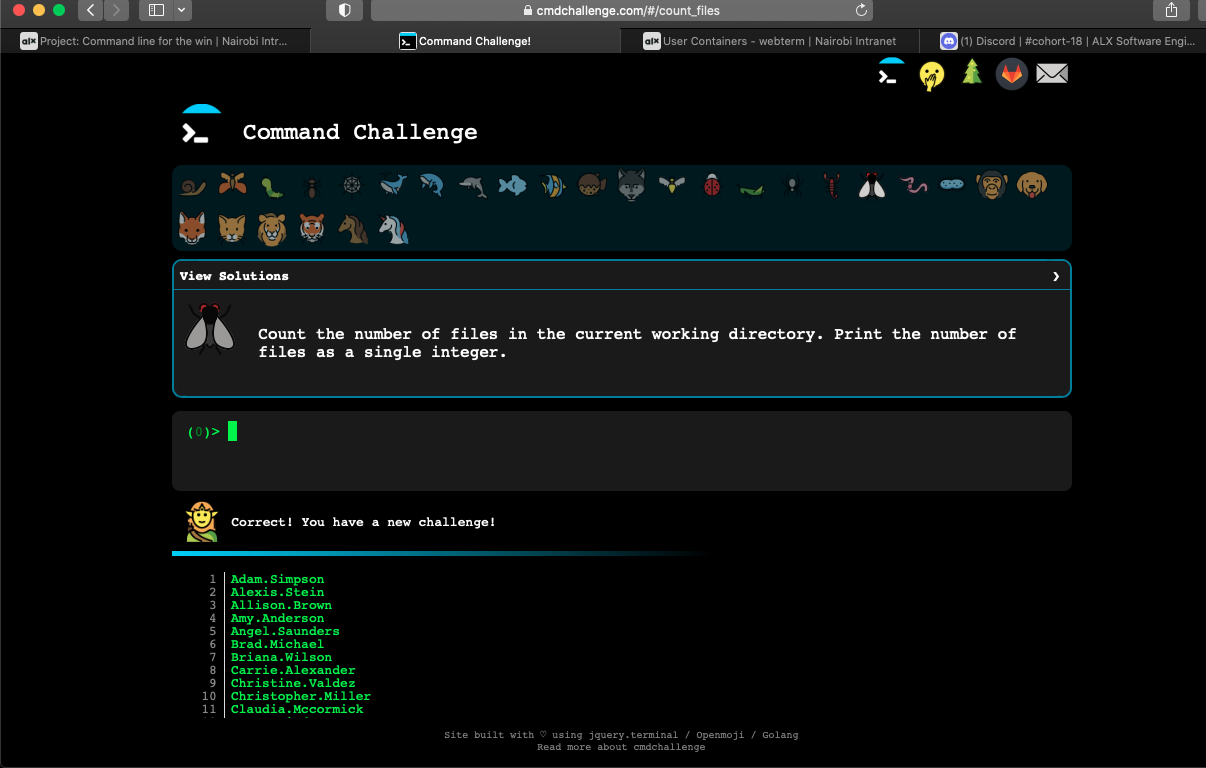 cmdchallenge.com/#/count_files
alx Project: Command line for the win | Nairobi Intr...
Command Challenge!
alx User Containers - webterm | Nairobi Intranet
(1) Discord | #cohort-18 | ALX Software Engi...
Command Challenge
View Solutions
Count the number of files in the current working directory. Print the number of
files as a single integer.
(0)>
Correct! You have a new challenge!
1 Adam.Simpson
2 Alexis.Stein
3 Allison.Brown
4 Amy.Anderson
5 Angel.Saunders
6 Brad.Michael
7 Briana.Wilson
8 Carrie.Alexander
9 Christine.Valdez
10 Christopher.Miller
11 Claudia.Mccormick
Site built with ♡ using jquery.terminal / Openmoji / Golang
Read more about cmdchallenge